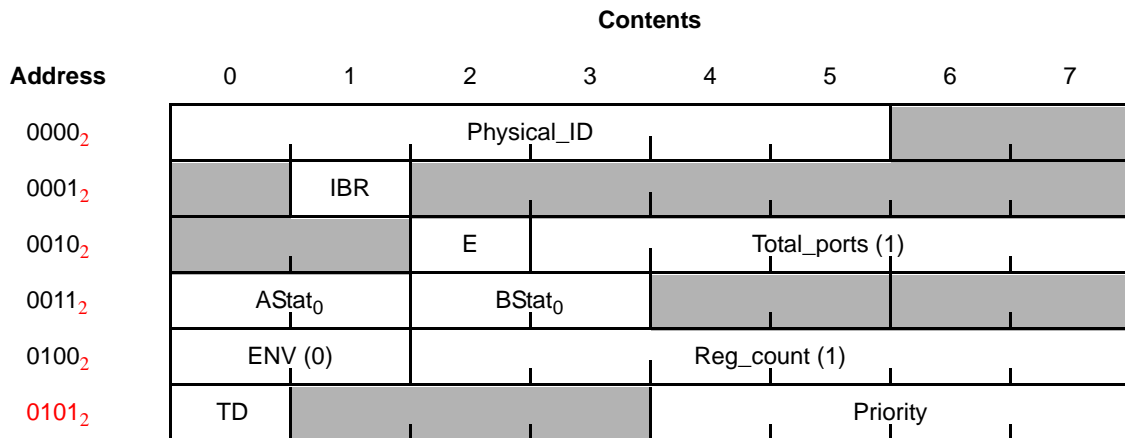 Contents
Address 0 1 2 3 4 5 6 7
0000₂ Physical_ID
0001₂ IBR
0010₂ E Total_ports (1)
0011₂ AStat₀ BStat₀
0100₂ ENV (0) Reg_count (1)
0101₂ TD Priority